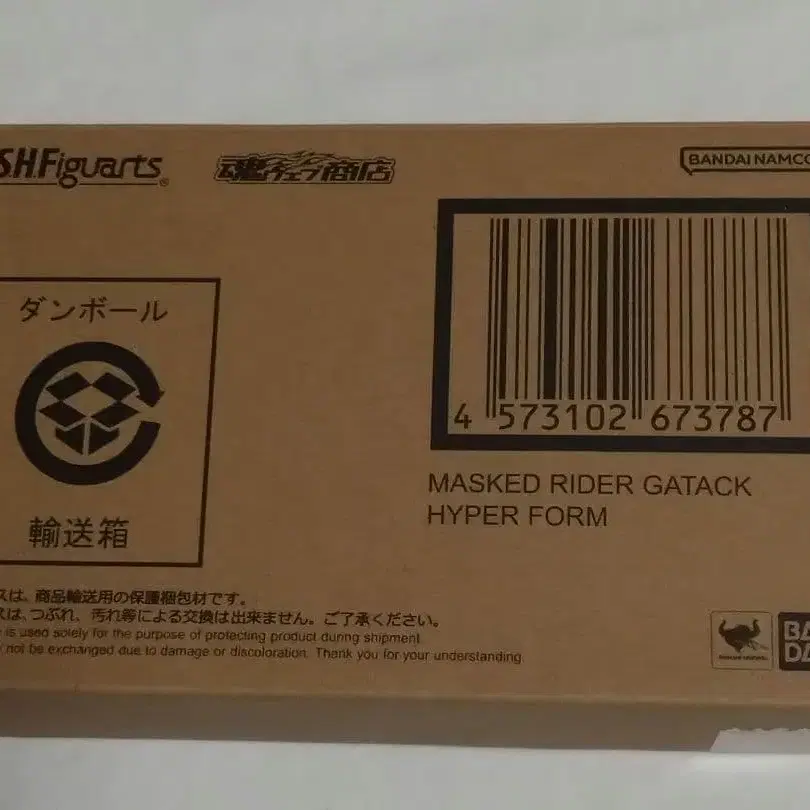 S.H.Figuarts
魂ウェブ商店
BANDAI NAMCO
ダンボール
輸送箱
4 573102 673787
MASKED RIDER GATACK
HYPER FORM
スは、商品輸送用の保護梱包材です。
スは、つぶれ、汚れ等による交換は出来ません。ご了承ください。
is used solely for the purpose of protecting product during shipment.
not be exchanged due to damage or discoloration. Thank you for your understanding.
BA
DA